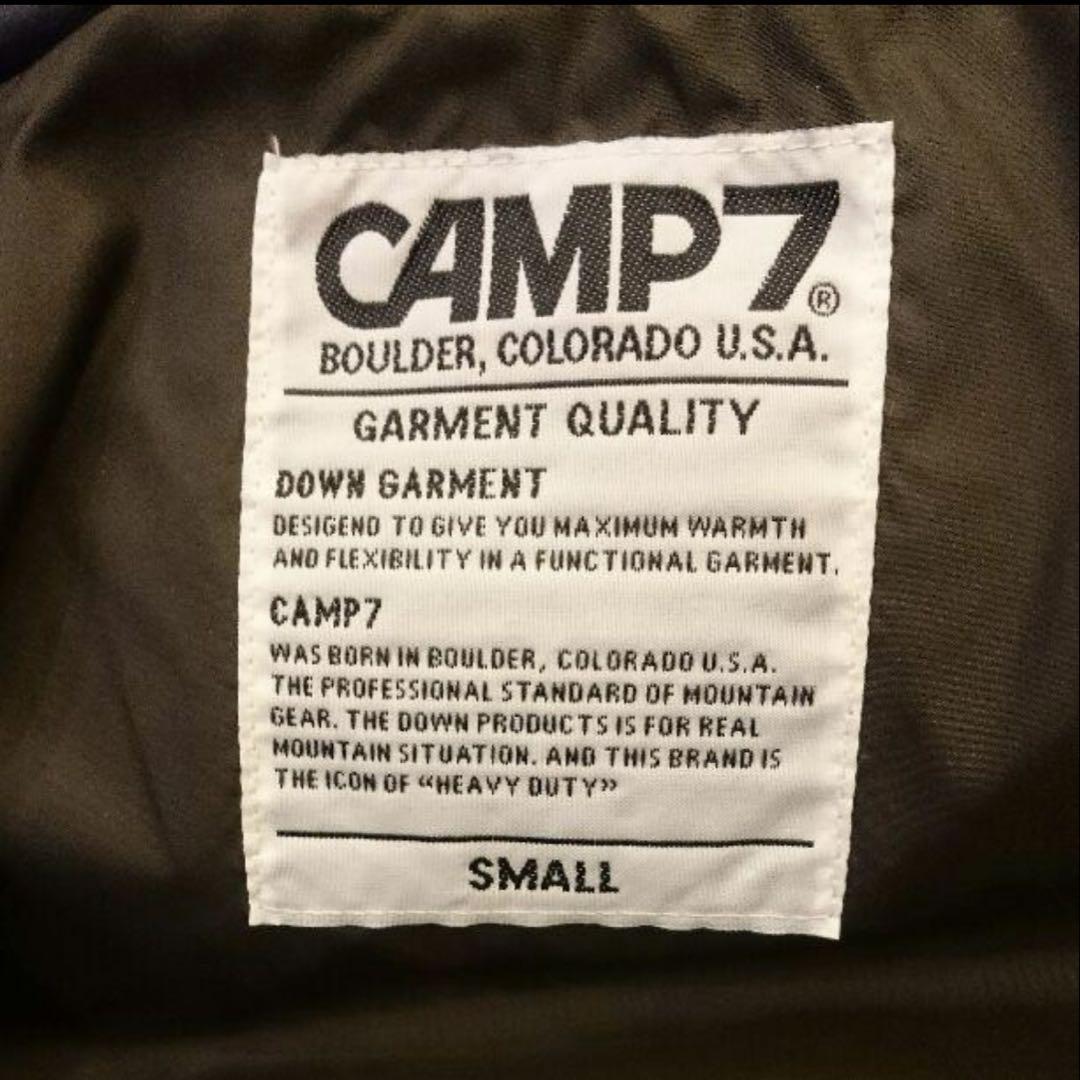 CAMP7®
BOULDER, COLORADO U.S.A.
GARMENT QUALITY
DOWN GARMENT
DESIGEND TO GIVE YOU MAXIMUM WARMTH
AND FLEXIBILITY IN A FUNCTIONAL GARMENT.
CAMP7
WAS BORN IN BOULDER, COLORADO U.S.A.
THE PROFESSIONAL STANDARD OF MOUNTAIN
GEAR. THE DOWN PRODUCTS IS FOR REAL
MOUNTAIN SITUATION. AND THIS BRAND IS
THE ICON OF “HEAVY DUTY”
SMALL